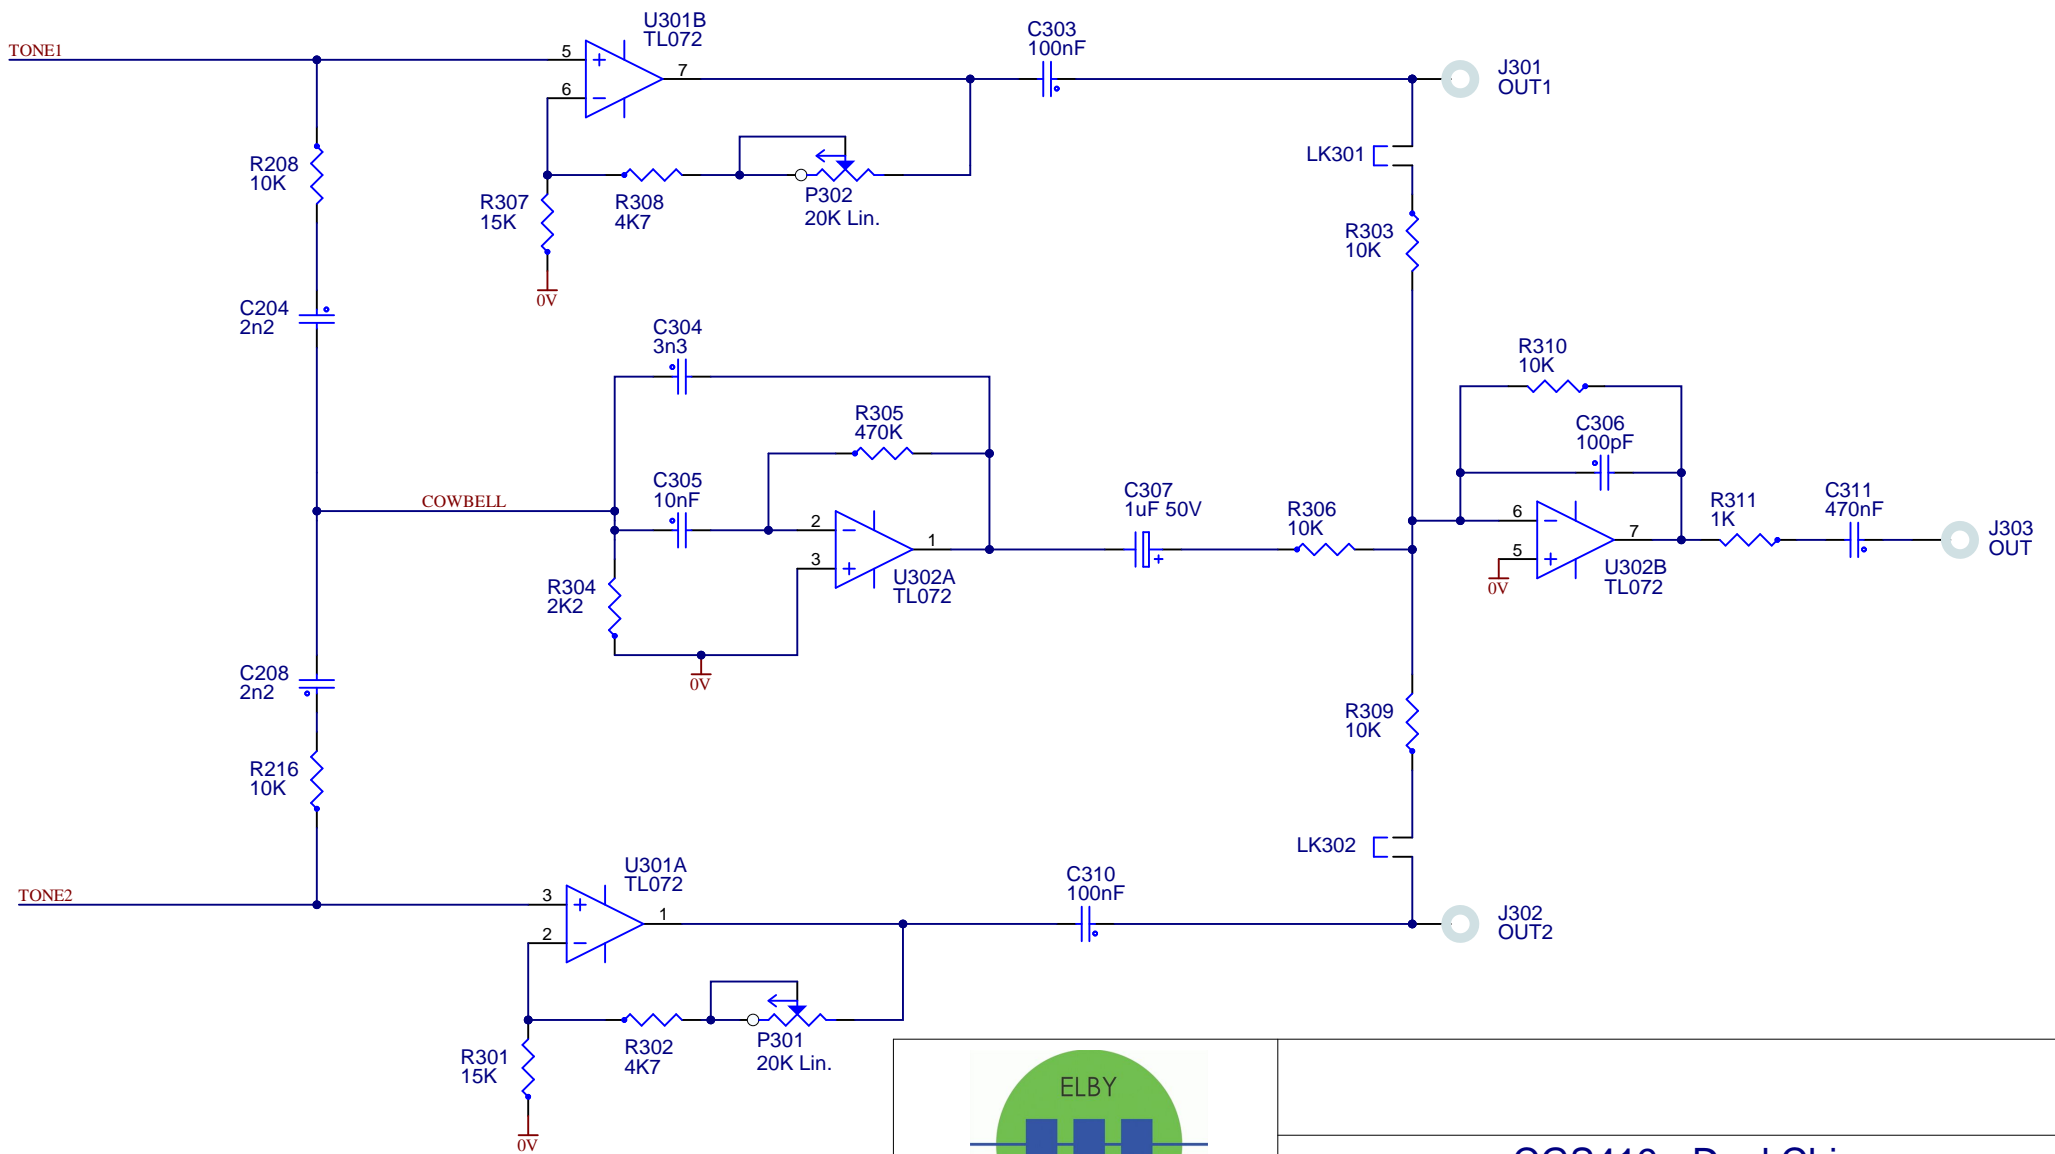 TONE1
5
6
7
U301B
TL072
C303
100nF
J301
OUT1
R208
10K
R307
15K
R308
4K7
P302
20K Lin.
0V
LK301
R303
10K
C204
2n2
C304
3n3
R305
470K
R310
10K
C306
100pF
COWBELL
C305
10nF
2
3
1
U302A
TL072
C307
1uF 50V
R306
10K
6
5
7
0V
U302B
TL072
R311
1K
C311
470nF
J303
OUT
R304
2K2
0V
C208
2n2
R309
10K
R216
10K
LK302
TONE2
3
2
1
U301A
TL072
C310
100nF
J302
OUT2
R301
15K
R302
4K7
P301
20K Lin.
0V
ELBY